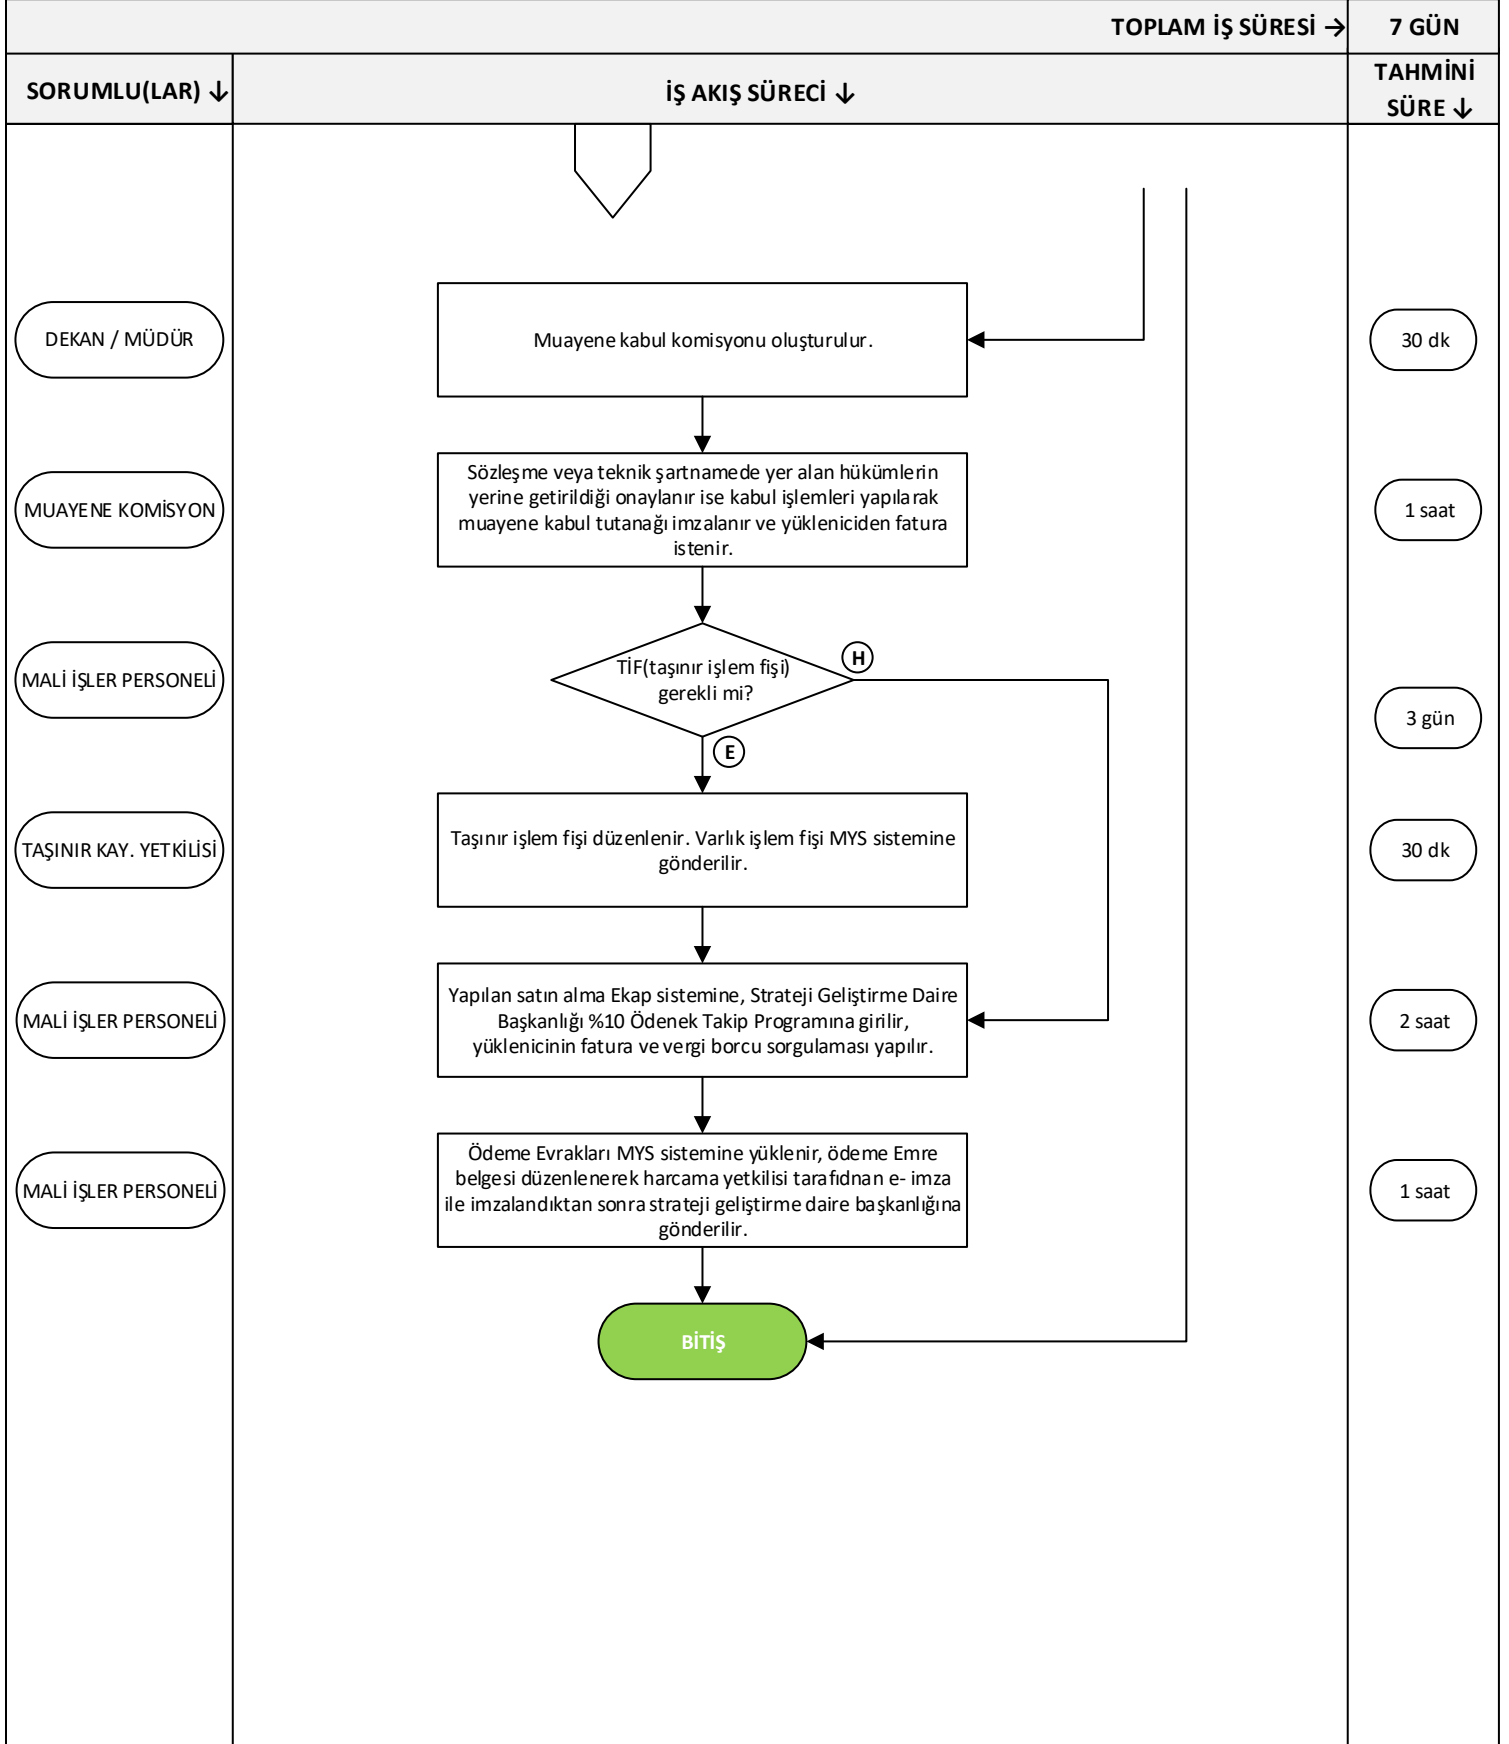 TOPLAM İŞ SÜRESİ →
7 GÜN
SORUMLU(LAR) ↓
İŞ AKIŞ SÜRECİ ↓
TAHMİNİ
SÜRE ↓
DEKAN / MÜDÜR
Muayene kabul komisyonu oluşturulur.
30 dk
MUAYENE KOMİSYON
Sözleşme veya teknik şartnamede yer alan hükümlerin
yerine getirildiği onaylanır ise kabul işlemleri yapılarak
muayene kabul tutanağı imzalanır ve yükleniciden fatura
istenir.
1 saat
MALİ İŞLER PERSONELİ
TİF(taşınır işlem fişi)
gerekli mi?
H
E
3 gün
TAŞINIR KAY. YETKİLİSİ
Taşınır işlem fişi düzenlenir. Varlık işlem fişi MYS sistemine
gönderilir.
30 dk
MALİ İŞLER PERSONELİ
Yapılan satın alma Ekap sistemine, Strateji Geliştirme Daire
Başkanlığı %10 Ödenek Takip Programına girilir,
yüklenicinin fatura ve vergi borcu sorgulaması yapılır.
2 saat
MALİ İŞLER PERSONELİ
Ödeme Evrakları MYS sistemine yüklenir, ödeme Emre
belgesi düzenlenerek harcama yetkilisi tarafıdnan e- imza
ile imzalandıktan sonra strateji geliştirme daire başkanlığına
gönderilir.
1 saat
BİTİŞ